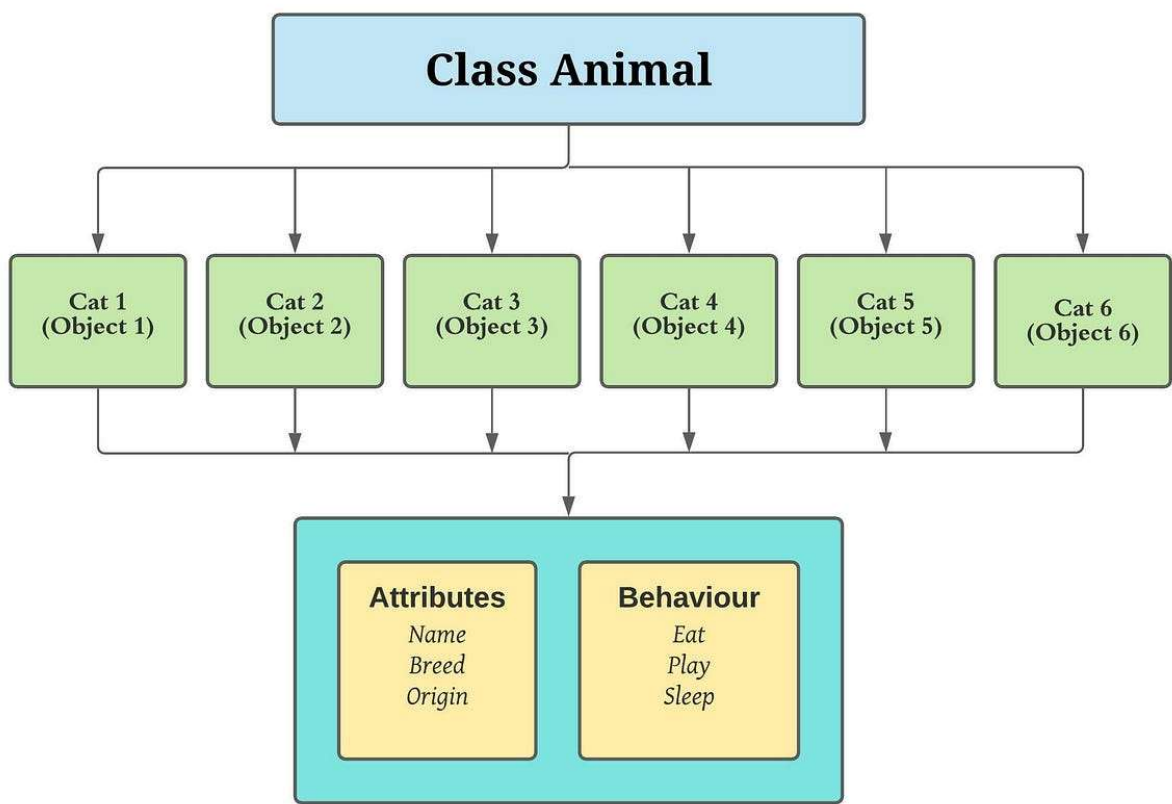 Class Animal
Cat 1
(Object 1)
Cat 2
(Object 2)
Cat 3
(Object 3)
Cat 4
(Object 4)
Cat 5
(Object 5)
Cat 6
(Object 6)
Attributes
Name
Breed
Origin
Behaviour
Eat
Play
Sleep